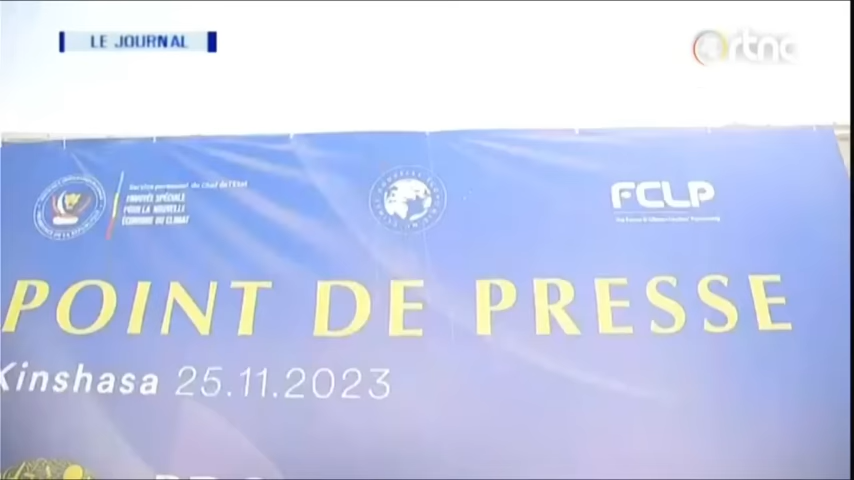 LE JOURNAL
rtnc
Service permanent du Chef de l'Etat
ENVOYÉE SPÉCIALE
POUR LA NOUVELLE
ÉCONOMIE DU CLIMAT
FCLP
POINT DE PRESSE
Kinshasa 25.11.2023